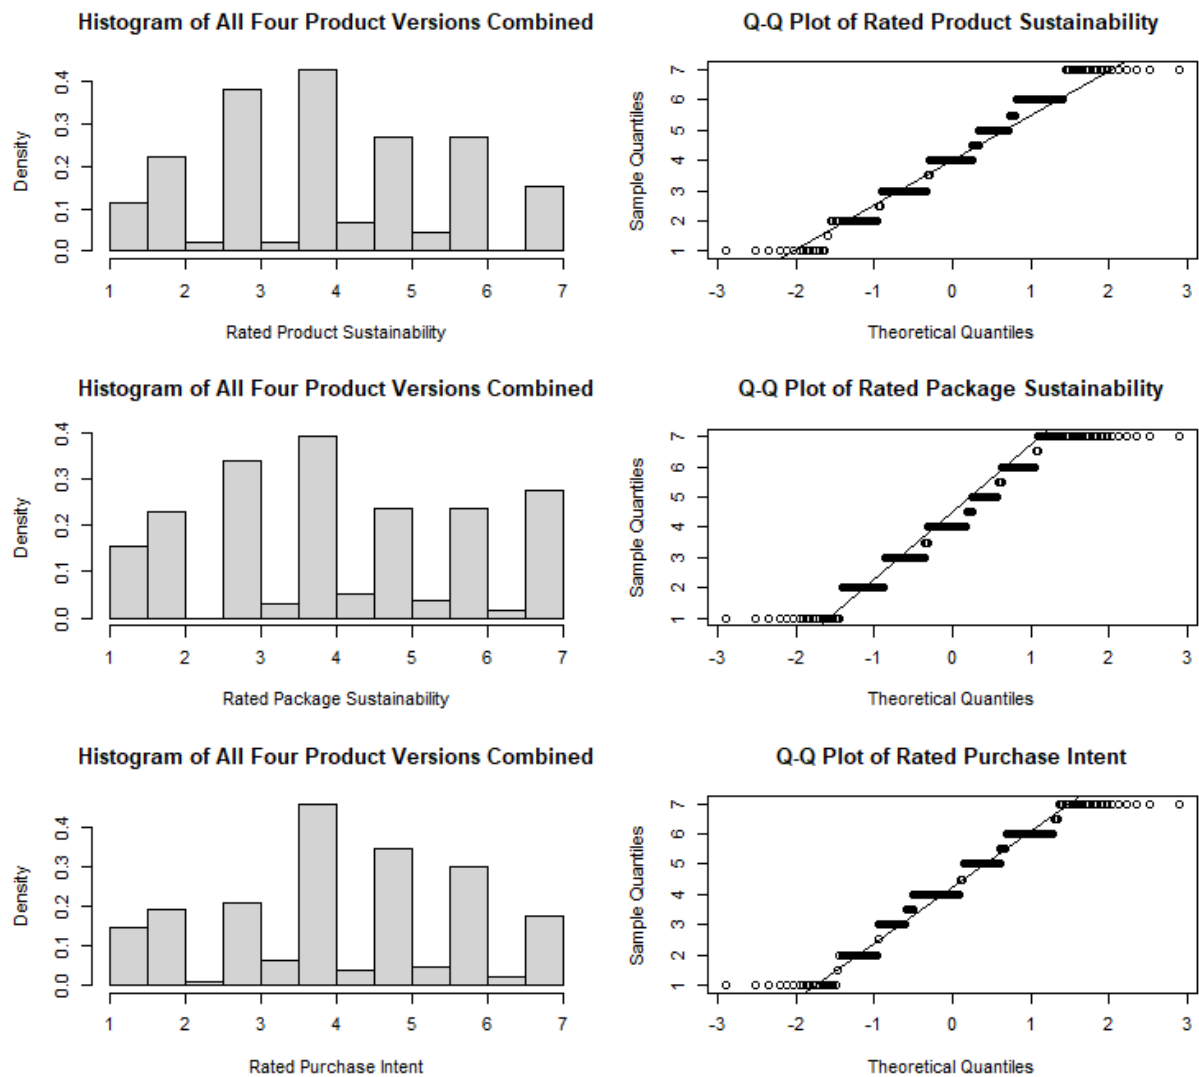 Histogram of All Four Product Versions Combined
Density
0.0 0.1 0.2 0.3 0.4
1 2 3 4 5 6 7
Rated Product Sustainability
Q-Q Plot of Rated Product Sustainability
Sample Quantiles
1 2 3 4 5 6 7
-3 -2 -1 0 1 2 3
Theoretical Quantiles
Histogram of All Four Product Versions Combined
Density
0.0 0.1 0.2 0.3 0.4
1 2 3 4 5 6 7
Rated Package Sustainability
Q-Q Plot of Rated Package Sustainability
Sample Quantiles
1 2 3 4 5 6 7
-3 -2 -1 0 1 2 3
Theoretical Quantiles
Histogram of All Four Product Versions Combined
Density
0.0 0.1 0.2 0.3 0.4
1 2 3 4 5 6 7
Rated Purchase Intent
Q-Q Plot of Rated Purchase Intent
Sample Quantiles
1 2 3 4 5 6 7
-3 -2 -1 0 1 2 3
Theoretical Quantiles